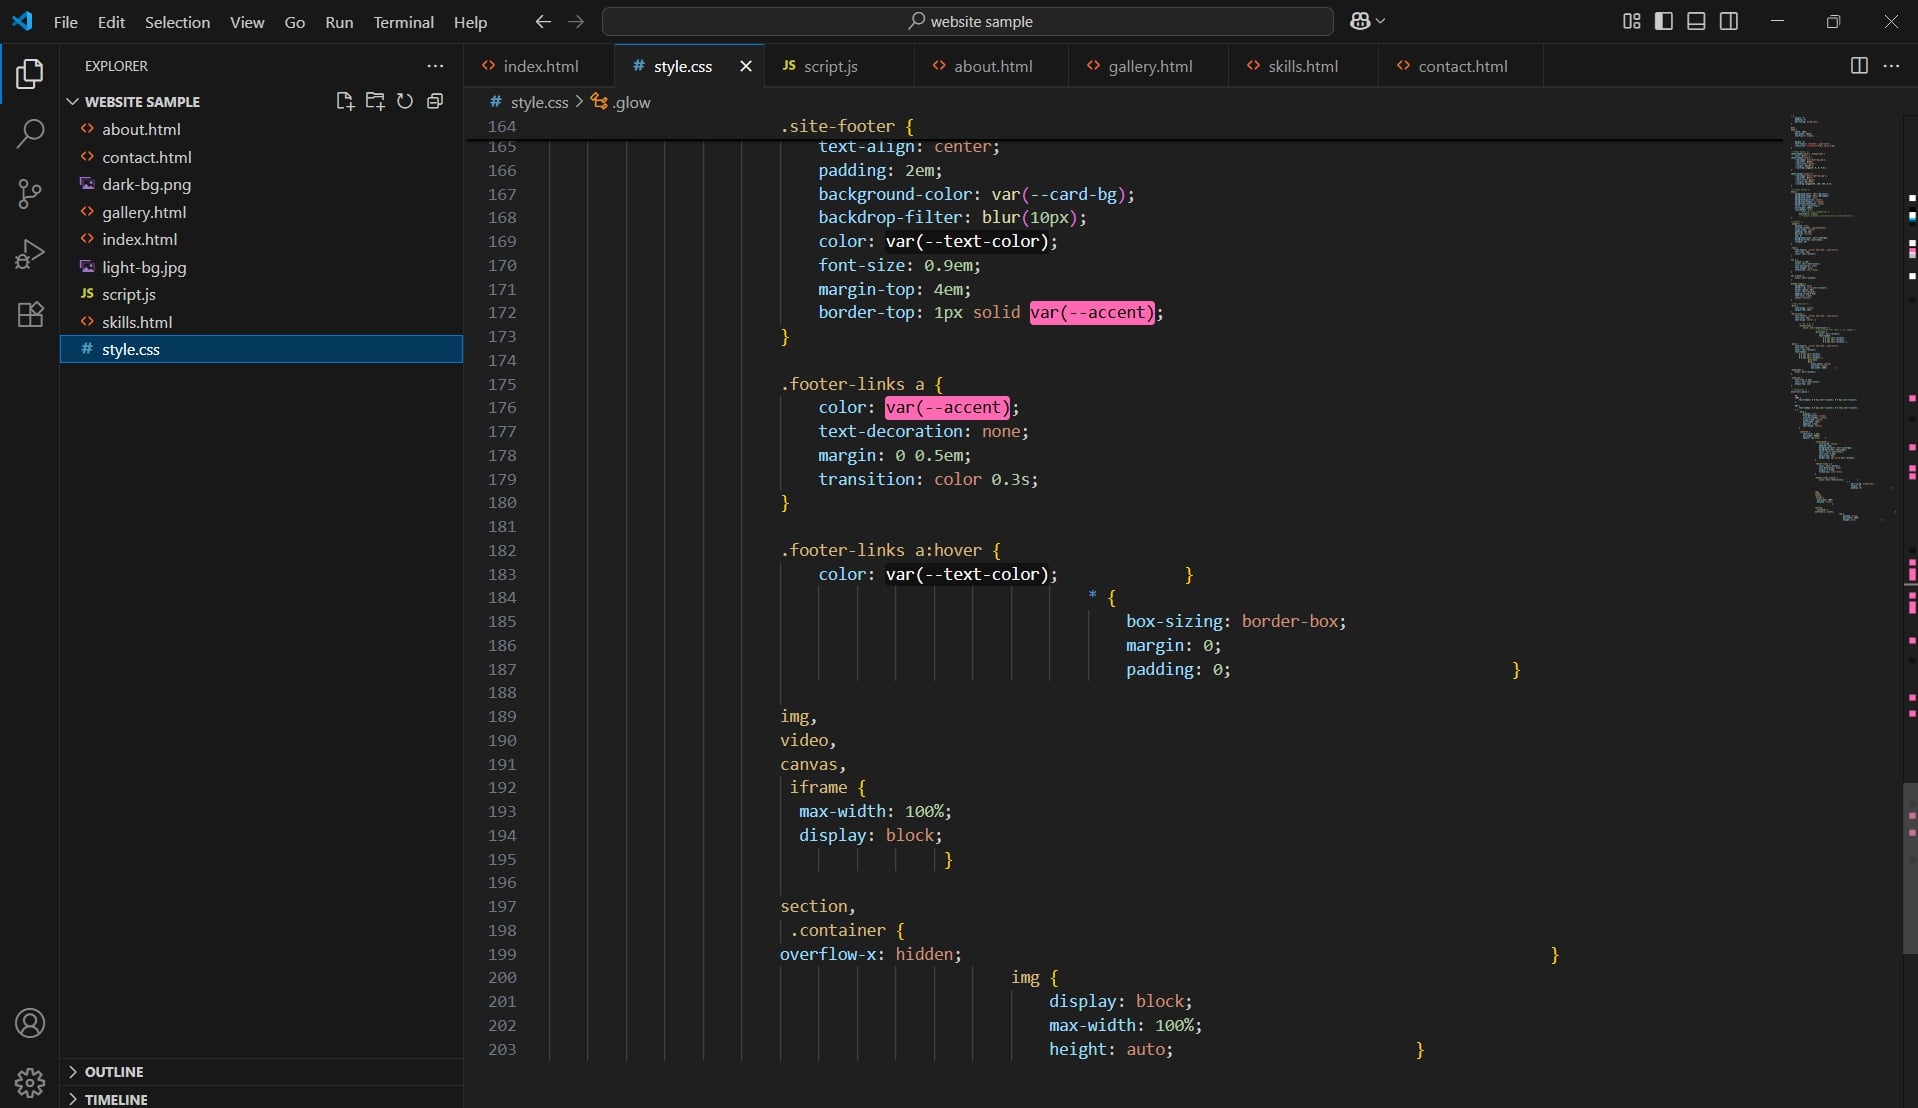 File Edit Selection View Go Run Terminal Help
website sample
EXPLORER
WEBSITE SAMPLE
about.html
contact.html
dark-bg.png
gallery.html
index.html
light-bg.jpg
JS script.js
skills.html
# style.css
OUTLINE
TIMELINE
index.html # style.css JS script.js about.html gallery.html skills.html contact.html
# style.css > .glow
164 .site-footer {
165 text-align: center;
166 padding: 2em;
167 background-color: var(--card-bg);
168 backdrop-filter: blur(10px);
169 color: var(--text-color);
170 font-size: 0.9em;
171 margin-top: 4em;
172 border-top: 1px solid var(--accent);
173 }
174
175 .footer-links a {
176 color: var(--accent);
177 text-decoration: none;
178 margin: 0 0.5em;
179 transition: color 0.3s;
180 }
181
182 .footer-links a:hover {
183 color: var(--text-color); }
184 * {
185 box-sizing: border-box;
186 margin: 0;
187 padding: 0; }
188
189 img,
190 video,
191 canvas,
192 iframe {
193 max-width: 100%;
194 display: block;
195 }
196
197 section,
198 .container {
199 overflow-x: hidden; }
200 img {
201 display: block;
202 max-width: 100%;
203 height: auto; }